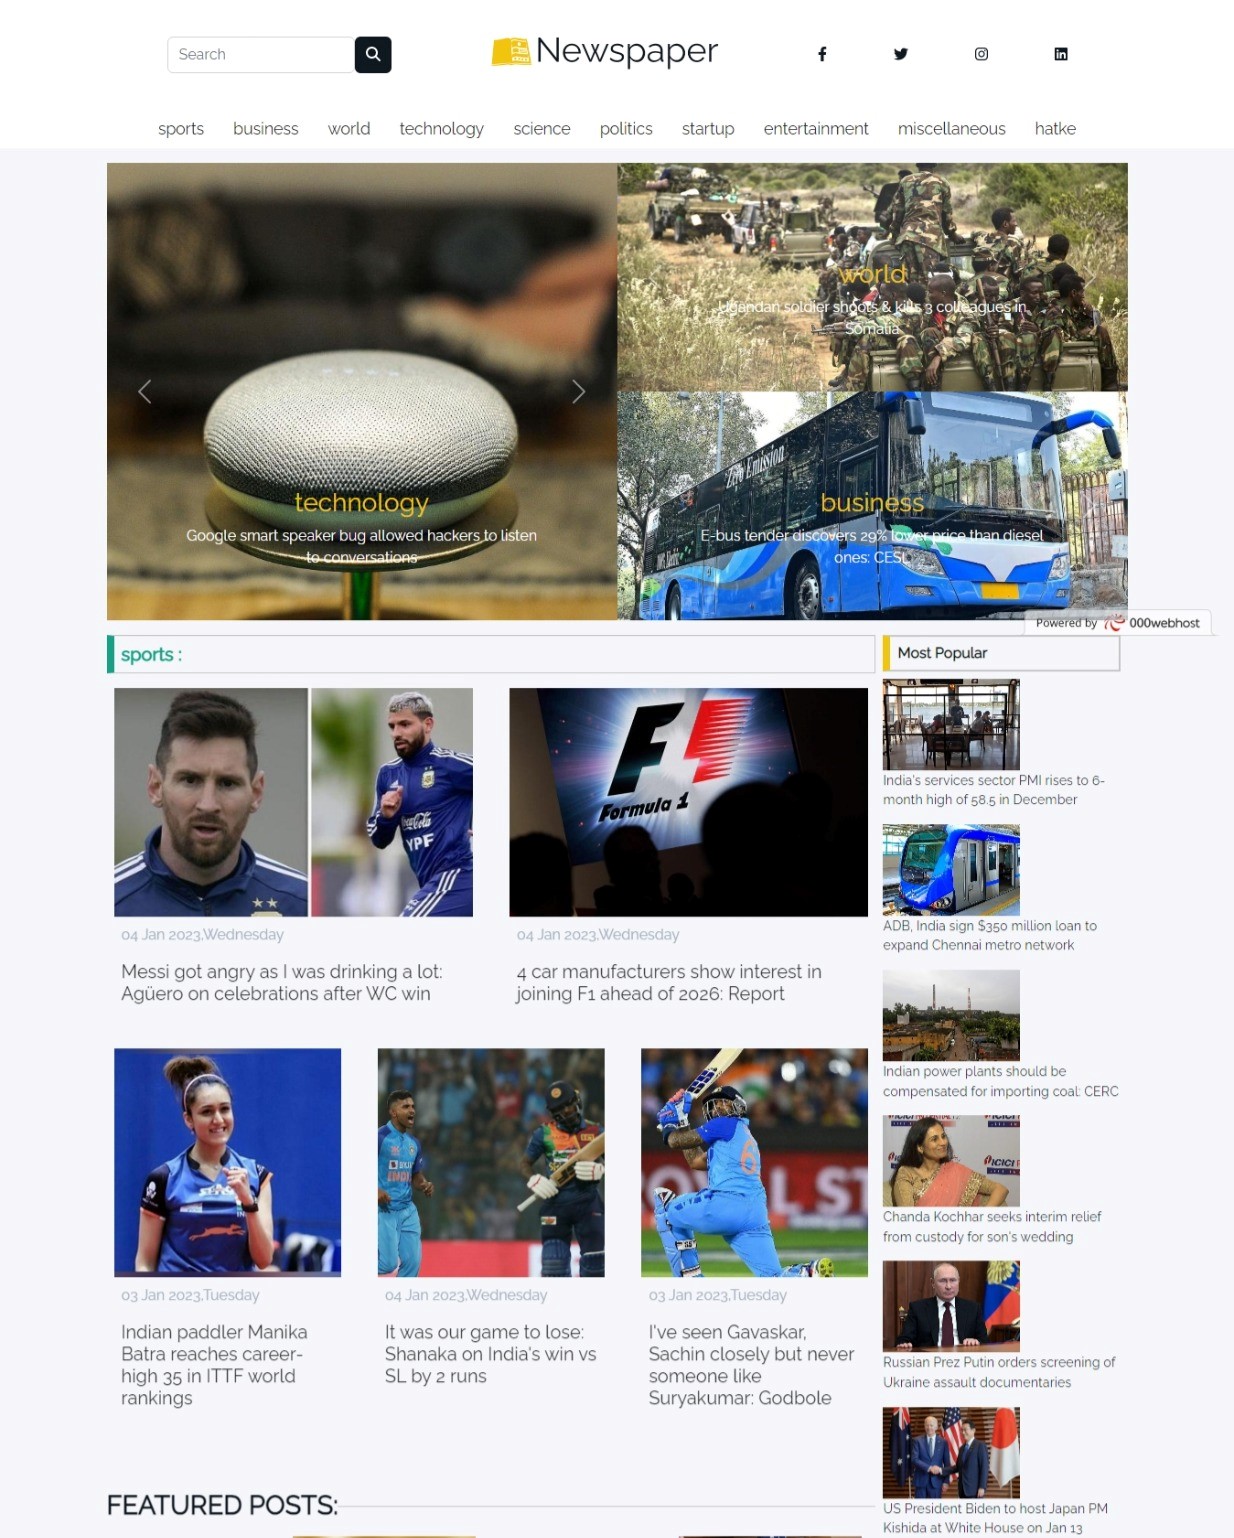 Search
Newspaper
sports business world technology science politics startup entertainment miscellaneous hatke
technology
Google smart speaker bug allowed hackers to listen
to conversations
world
Ugandan soldier shoots & kills 3 colleagues in
Somalia
Zero Emission
business
E-bus tender discovers 29% lower price than diesel
ones: CESL
Powered by 000webhost
sports :
F1
Formula 1
Coca-Cola
YPF
04 Jan 2023,Wednesday
Messi got angry as I was drinking a lot:
Agüero on celebrations after WC win
04 Jan 2023,Wednesday
4 car manufacturers show interest in
joining F1 ahead of 2026: Report
03 Jan 2023,Tuesday
Indian paddler Manika
Batra reaches career-
high 35 in ITTF world
rankings
04 Jan 2023,Wednesday
It was our game to lose:
Shanaka on India's win vs
SL by 2 runs
03 Jan 2023,Tuesday
I've seen Gavaskar,
Sachin closely but never
someone like
Suryakumar: Godbole
FEATURED POSTS:
Most Popular
India's services sector PMI rises to 6-
month high of 58.5 in December
ADB, India sign $350 million loan to
expand Chennai metro network
Indian power plants should be
compensated for importing coal: CERC
ICICI
Chanda Kochhar seeks interim relief
from custody for son's wedding
Russian Prez Putin orders screening of
Ukraine assault documentaries
US President Biden to host Japan PM
Kishida at White House on Jan 13